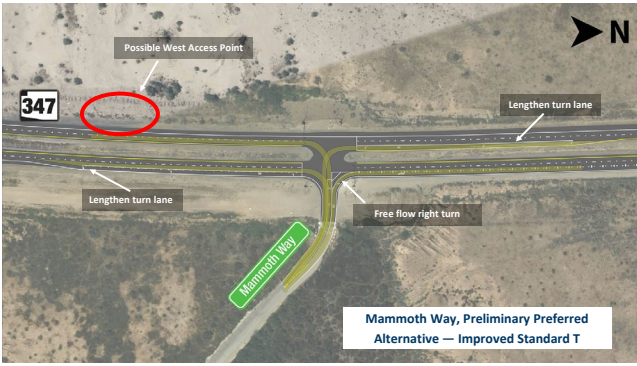 Possible West Access Point
N
347
Lengthen turn lane
Lengthen turn lane
Free flow right turn
Mammoth Way
Mammoth Way, Preliminary Preferred
Alternative — Improved Standard T